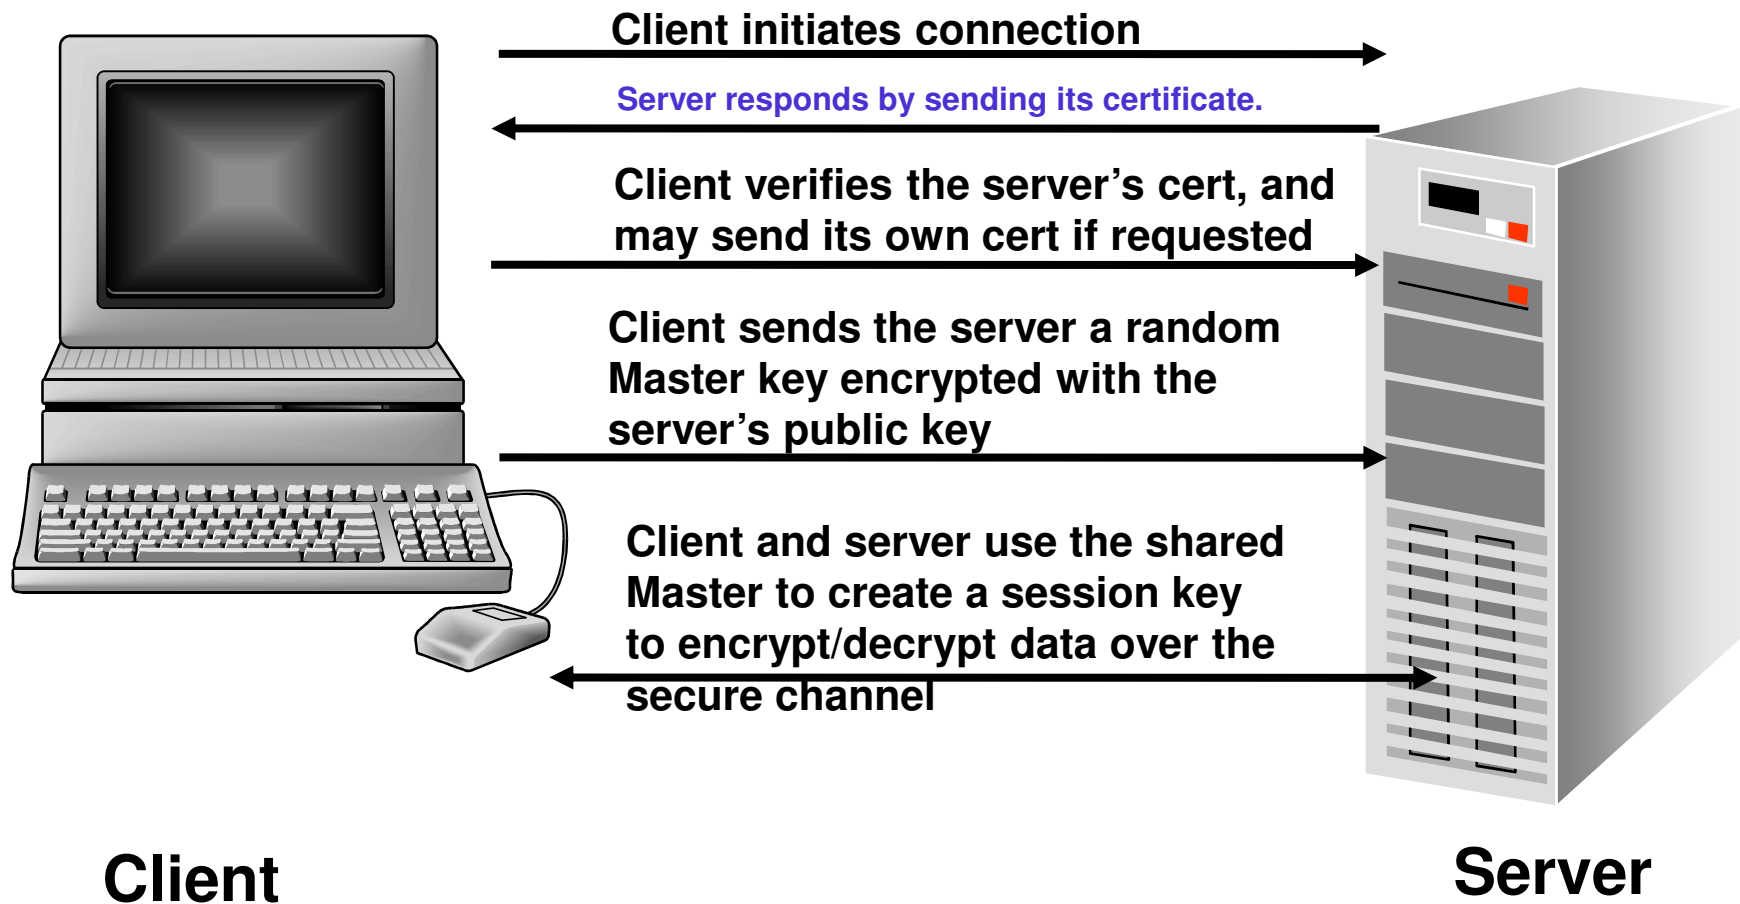 Client initiates connection
Server responds by sending its certificate.
Client verifies the server’s cert, and
may send its own cert if requested
Client sends the server a random
Master key encrypted with the
server’s public key
Client and server use the shared
Master to create a session key
to encrypt/decrypt data over the
secure channel
Client
Server